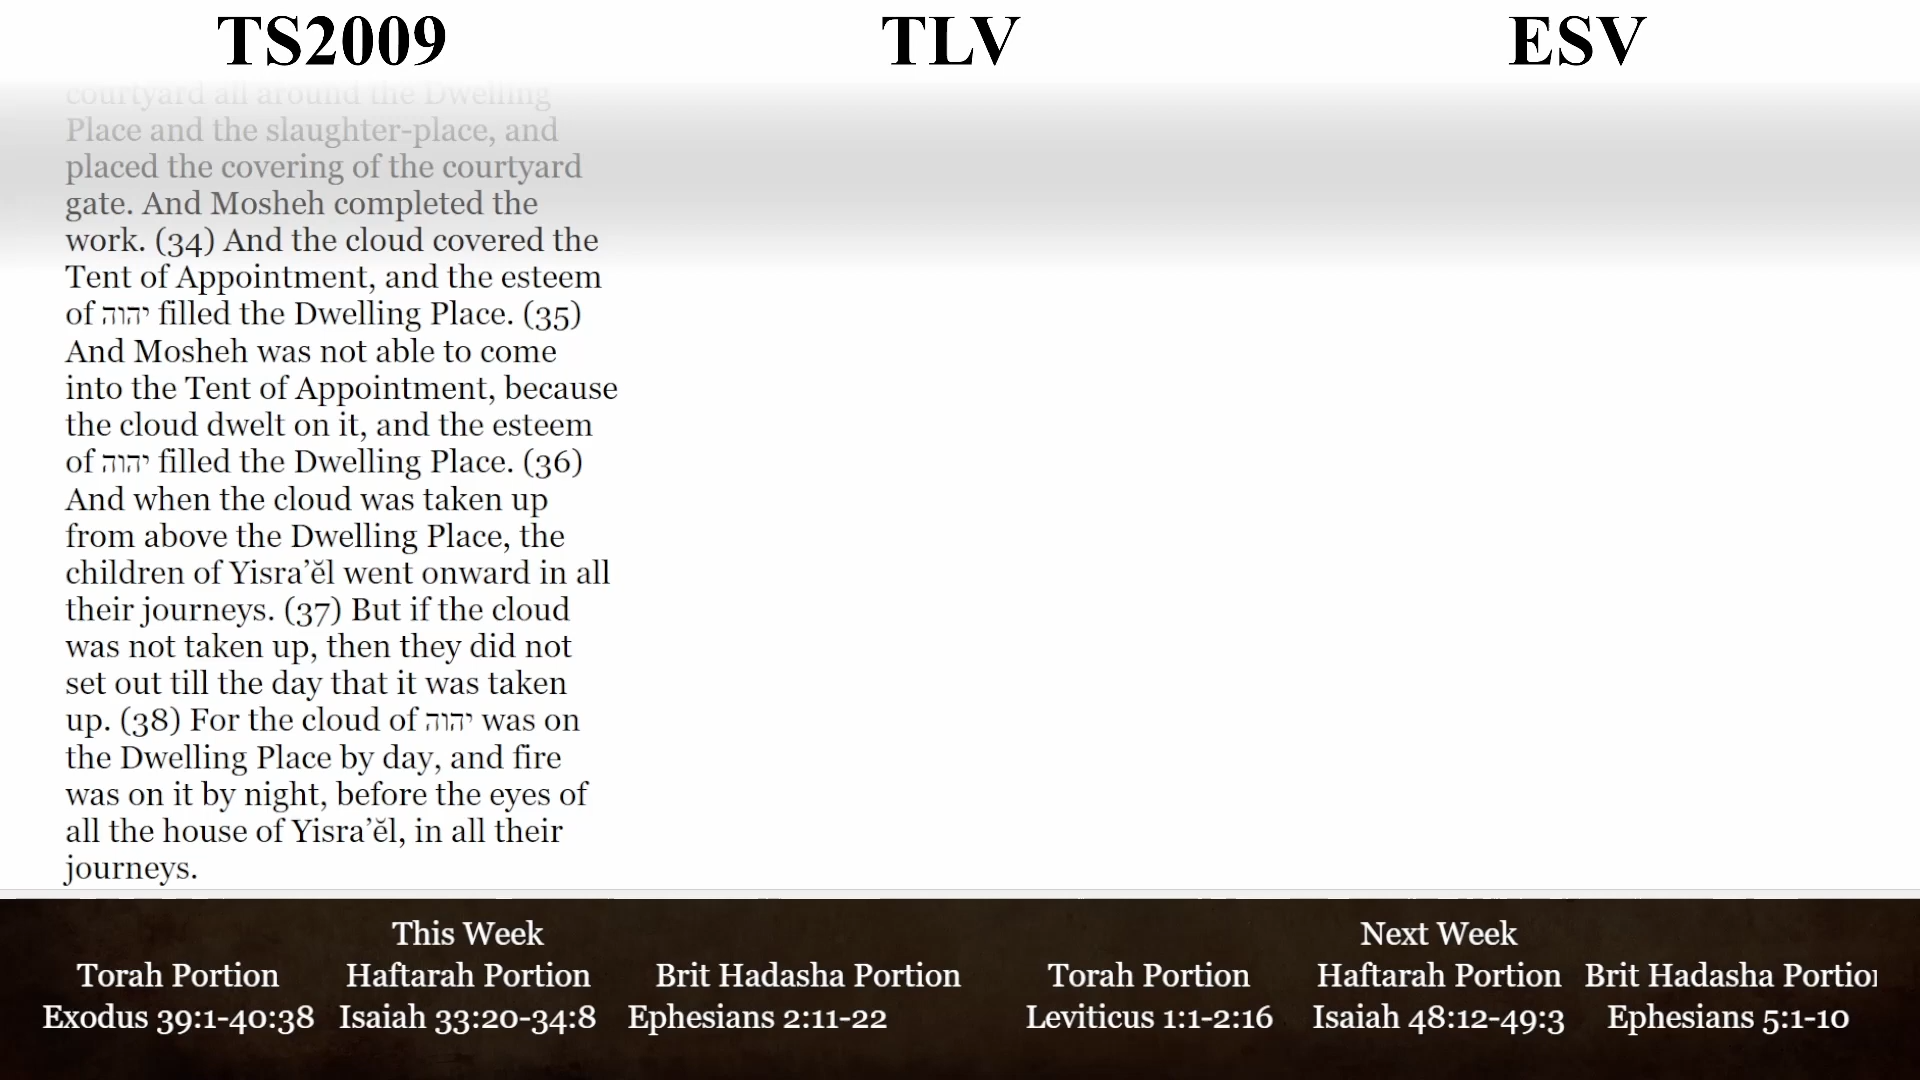 TS2009 TLV ESV
courtyard all around the Dwelling
Place and the slaughter-place, and
placed the covering of the courtyard
gate. And Mosheh completed the
work. (34) And the cloud covered the
Tent of Appointment, and the esteem
of יהוה filled the Dwelling Place. (35)
And Mosheh was not able to come
into the Tent of Appointment, because
the cloud dwelt on it, and the esteem
of יהוה filled the Dwelling Place. (36)
And when the cloud was taken up
from above the Dwelling Place, the
children of Yisra’ĕl went onward in all
their journeys. (37) But if the cloud
was not taken up, then they did not
set out till the day that it was taken
up. (38) For the cloud of יהוה was on
the Dwelling Place by day, and fire
was on it by night, before the eyes of
all the house of Yisra’ĕl, in all their
journeys.
This Week Next Week
Torah Portion Haftarah Portion Brit Hadasha Portion Torah Portion Haftarah Portion Brit Hadasha Portion
Exodus 39:1-40:38 Isaiah 33:20-34:8 Ephesians 2:11-22 Leviticus 1:1-2:16 Isaiah 48:12-49:3 Ephesians 5:1-10